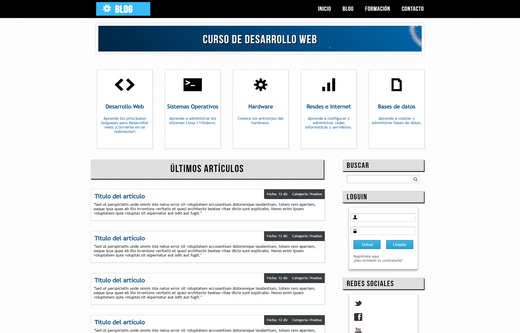 BLOG
INICIO BLOG FORMACIÓN CONTACTO
CURSO DE DESARROLLO WEB
Desarrollo Web
Aprende los principales
lenguajes para desarrollar
webs ¡Conviérte en un
webmaster!
Sistemas Operativos
Aprende a administrar los
sistemas Linux
Hardware
Conoce los entresijos del
hardware.
Resdes e Internet
Aprende a configurar y
administrar redes
informáticas y servidores.
Bases de datos
Aprende a montar y
administrar bases de datos.
ÚLTIMOS ARTÍCULOS
Titulo del artículo
Fecha: 12 dic Categoría: Pruebas
"Sed ut perspiciatis unde omnis iste natus error sit voluptatem accusantium doloremque laudantium, totam rem aperiam,
eaque ipsa quae ab illo inventore veritatis et quasi architecto beatae vitae dicta sunt explicabo. Nemo enim ipsam
voluptatem quia voluptas sit aspernatur aut odit aut fugit."
Titulo del artículo
Fecha: 12 dic Categoría: Pruebas
"Sed ut perspiciatis unde omnis iste natus error sit voluptatem accusantium doloremque laudantium, totam rem aperiam,
eaque ipsa quae ab illo inventore veritatis et quasi architecto beatae vitae dicta sunt explicabo. Nemo enim ipsam
voluptatem quia voluptas sit aspernatur aut odit aut fugit."
Titulo del artículo
Fecha: 12 dic Categoría: Pruebas
"Sed ut perspiciatis unde omnis iste natus error sit voluptatem accusantium doloremque laudantium, totam rem aperiam,
eaque ipsa quae ab illo inventore veritatis et quasi architecto beatae vitae dicta sunt explicabo. Nemo enim ipsam
voluptatem quia voluptas sit aspernatur aut odit aut fugit."
Titulo del artículo
Fecha: 12 dic Categoría: Pruebas
"Sed ut perspiciatis unde omnis iste natus error sit voluptatem accusantium doloremque laudantium, totam rem aperiam,
BUSCAR
LOGUIN
Entrar Limpiar
Regístrate aquí
¿Has olvidado tu contraseña?
REDES SOCIALES
You